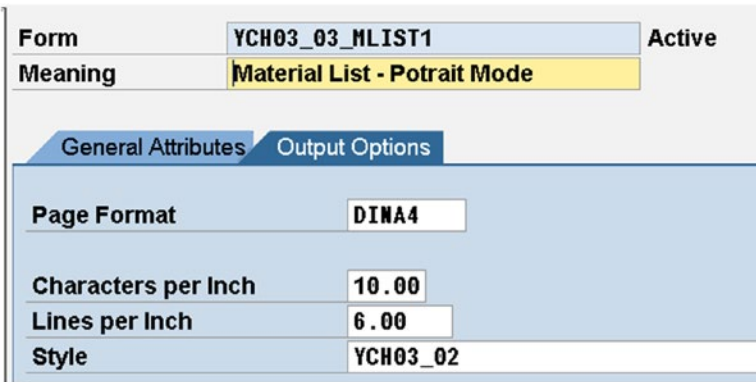 Form YCH03_03_MLIST1 Active
Meaning Material List - Potrait Mode
General Attributes Output Options
Page Format DINA4
Characters per Inch 10.00
Lines per Inch 6.00
Style YCH03_02